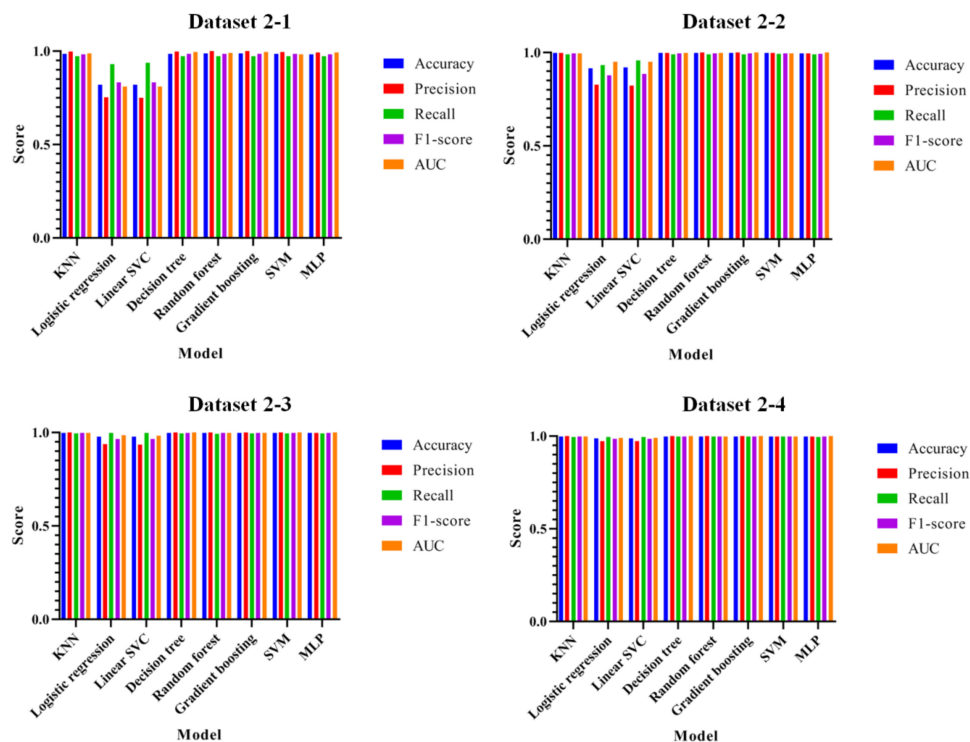 Dataset 2-1
Score
1.0
0.5
0.0
KNN
Logistic regression
Linear SVC
Decision tree
Random forest
Gradient boosting
SVM
MLP
Model
Accuracy
Precision
Recall
F1-score
AUC
Dataset 2-2
Score
1.0
0.5
0.0
KNN
Logistic regression
Linear SVC
Decision tree
Random forest
Gradient boosting
SVM
MLP
Model
Accuracy
Precision
Recall
F1-score
AUC
Dataset 2-3
Score
1.0
0.5
0.0
KNN
Logistic regression
Linear SVC
Decision tree
Random forest
Gradient boosting
SVM
MLP
Model
Accuracy
Precision
Recall
F1-score
AUC
Dataset 2-4
Score
1.0
0.5
0.0
KNN
Logistic regression
Linear SVC
Decision tree
Random forest
Gradient boosting
SVM
MLP
Model
Accuracy
Precision
Recall
F1-score
AUC